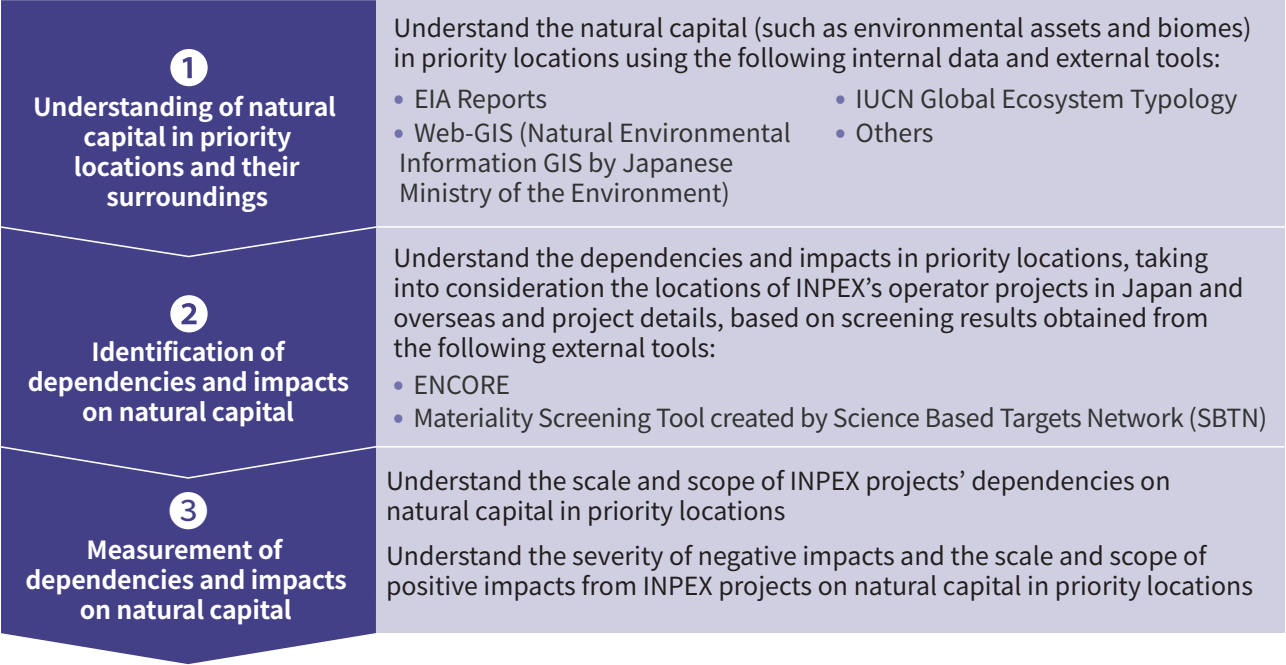 1
Understanding of natural
capital in priority
locations and their
surroundings
Understand the natural capital (such as environmental assets and biomes)
in priority locations using the following internal data and external tools:
• EIA Reports
• Web-GIS (Natural Environmental
Information GIS by Japanese
Ministry of the Environment)
• IUCN Global Ecosystem Typology
• Others
2
Identification of
dependencies and impacts
on natural capital
Understand the dependencies and impacts in priority locations, taking
into consideration the locations of INPEX’s operator projects in Japan and
overseas and project details, based on screening results obtained from
the following external tools:
• ENCORE
• Materiality Screening Tool created by Science Based Targets Network (SBTN)
3
Measurement of
dependencies and impacts
on natural capital
Understand the scale and scope of INPEX projects’ dependencies on
natural capital in priority locations
Understand the severity of negative impacts and the scale and scope of
positive impacts from INPEX projects on natural capital in priority locations